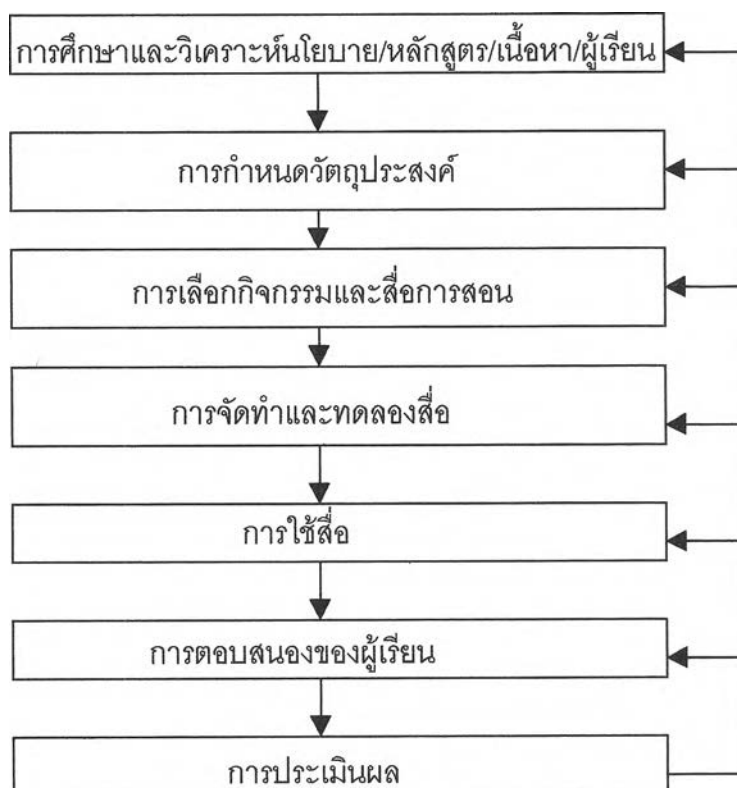 การศึกษาและวิเคราะห์นโยบาย/หลักสูตร/เนื้อหา/ผู้เรียน
การกำหนดวัตถุประสงค์
การเลือกกิจกรรมและสื่อการสอน
การจัดทำและทดลองสื่อ
การใช้สื่อ
การตอบสนองของผู้เรียน
การประเมินผล